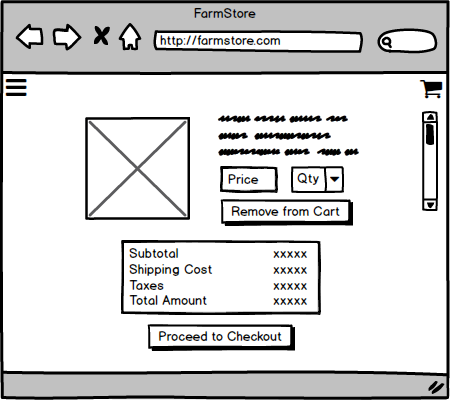 FarmStore
http://farmstore.com
Price
Qty
Remove from Cart
Subtotal xxxxx
Shipping Cost xxxxx
Taxes xxxxx
Total Amount xxxxx
Proceed to Checkout